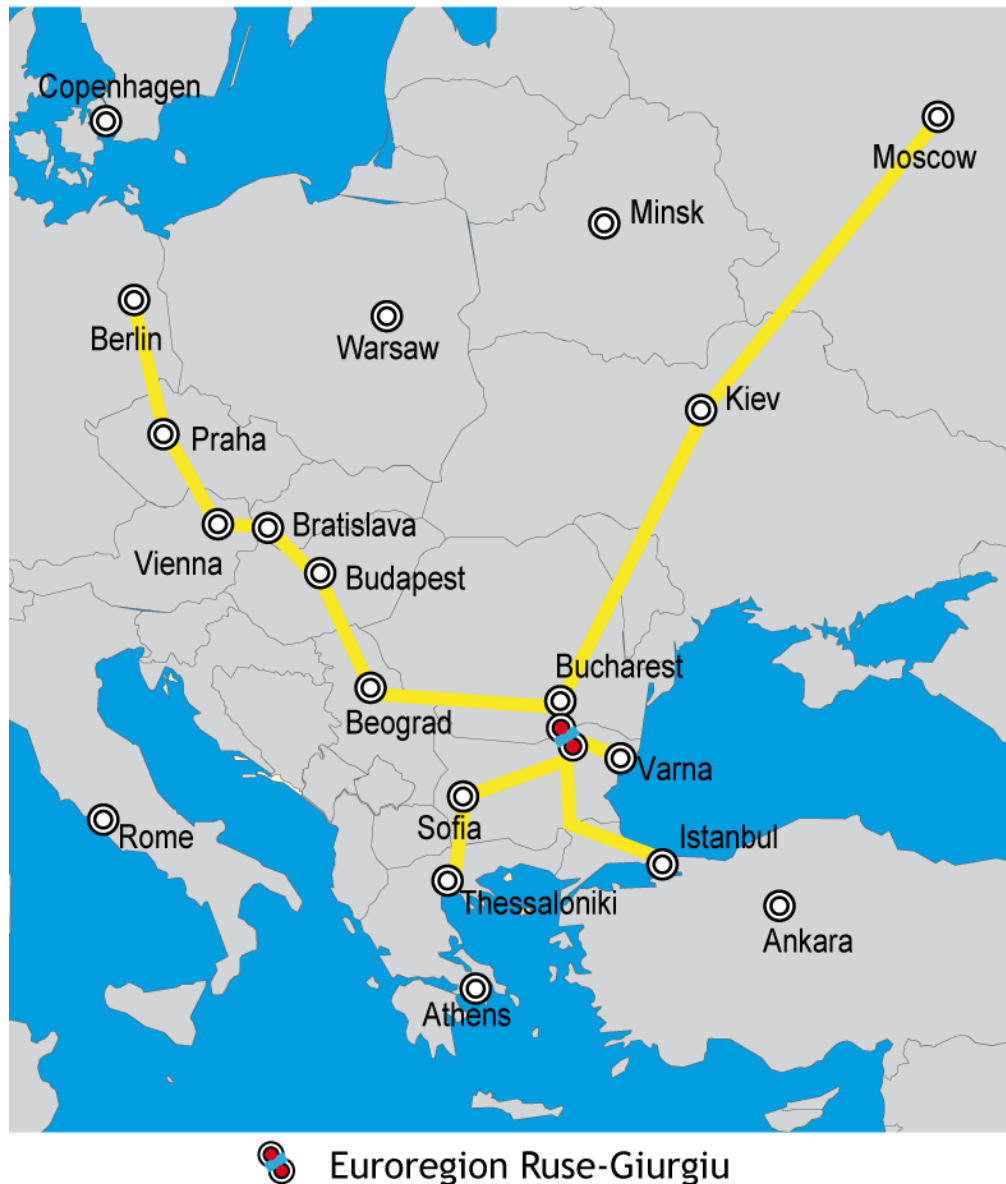 Copenhagen
Moscow
Minsk
Berlin
Warsaw
Kiev
Praha
Bratislava
Vienna
Budapest
Bucharest
Beograd
Varna
Sofia
Rome
Istanbul
Thessaloniki
Ankara
Athens
Euroregion Ruse-Giurgiu